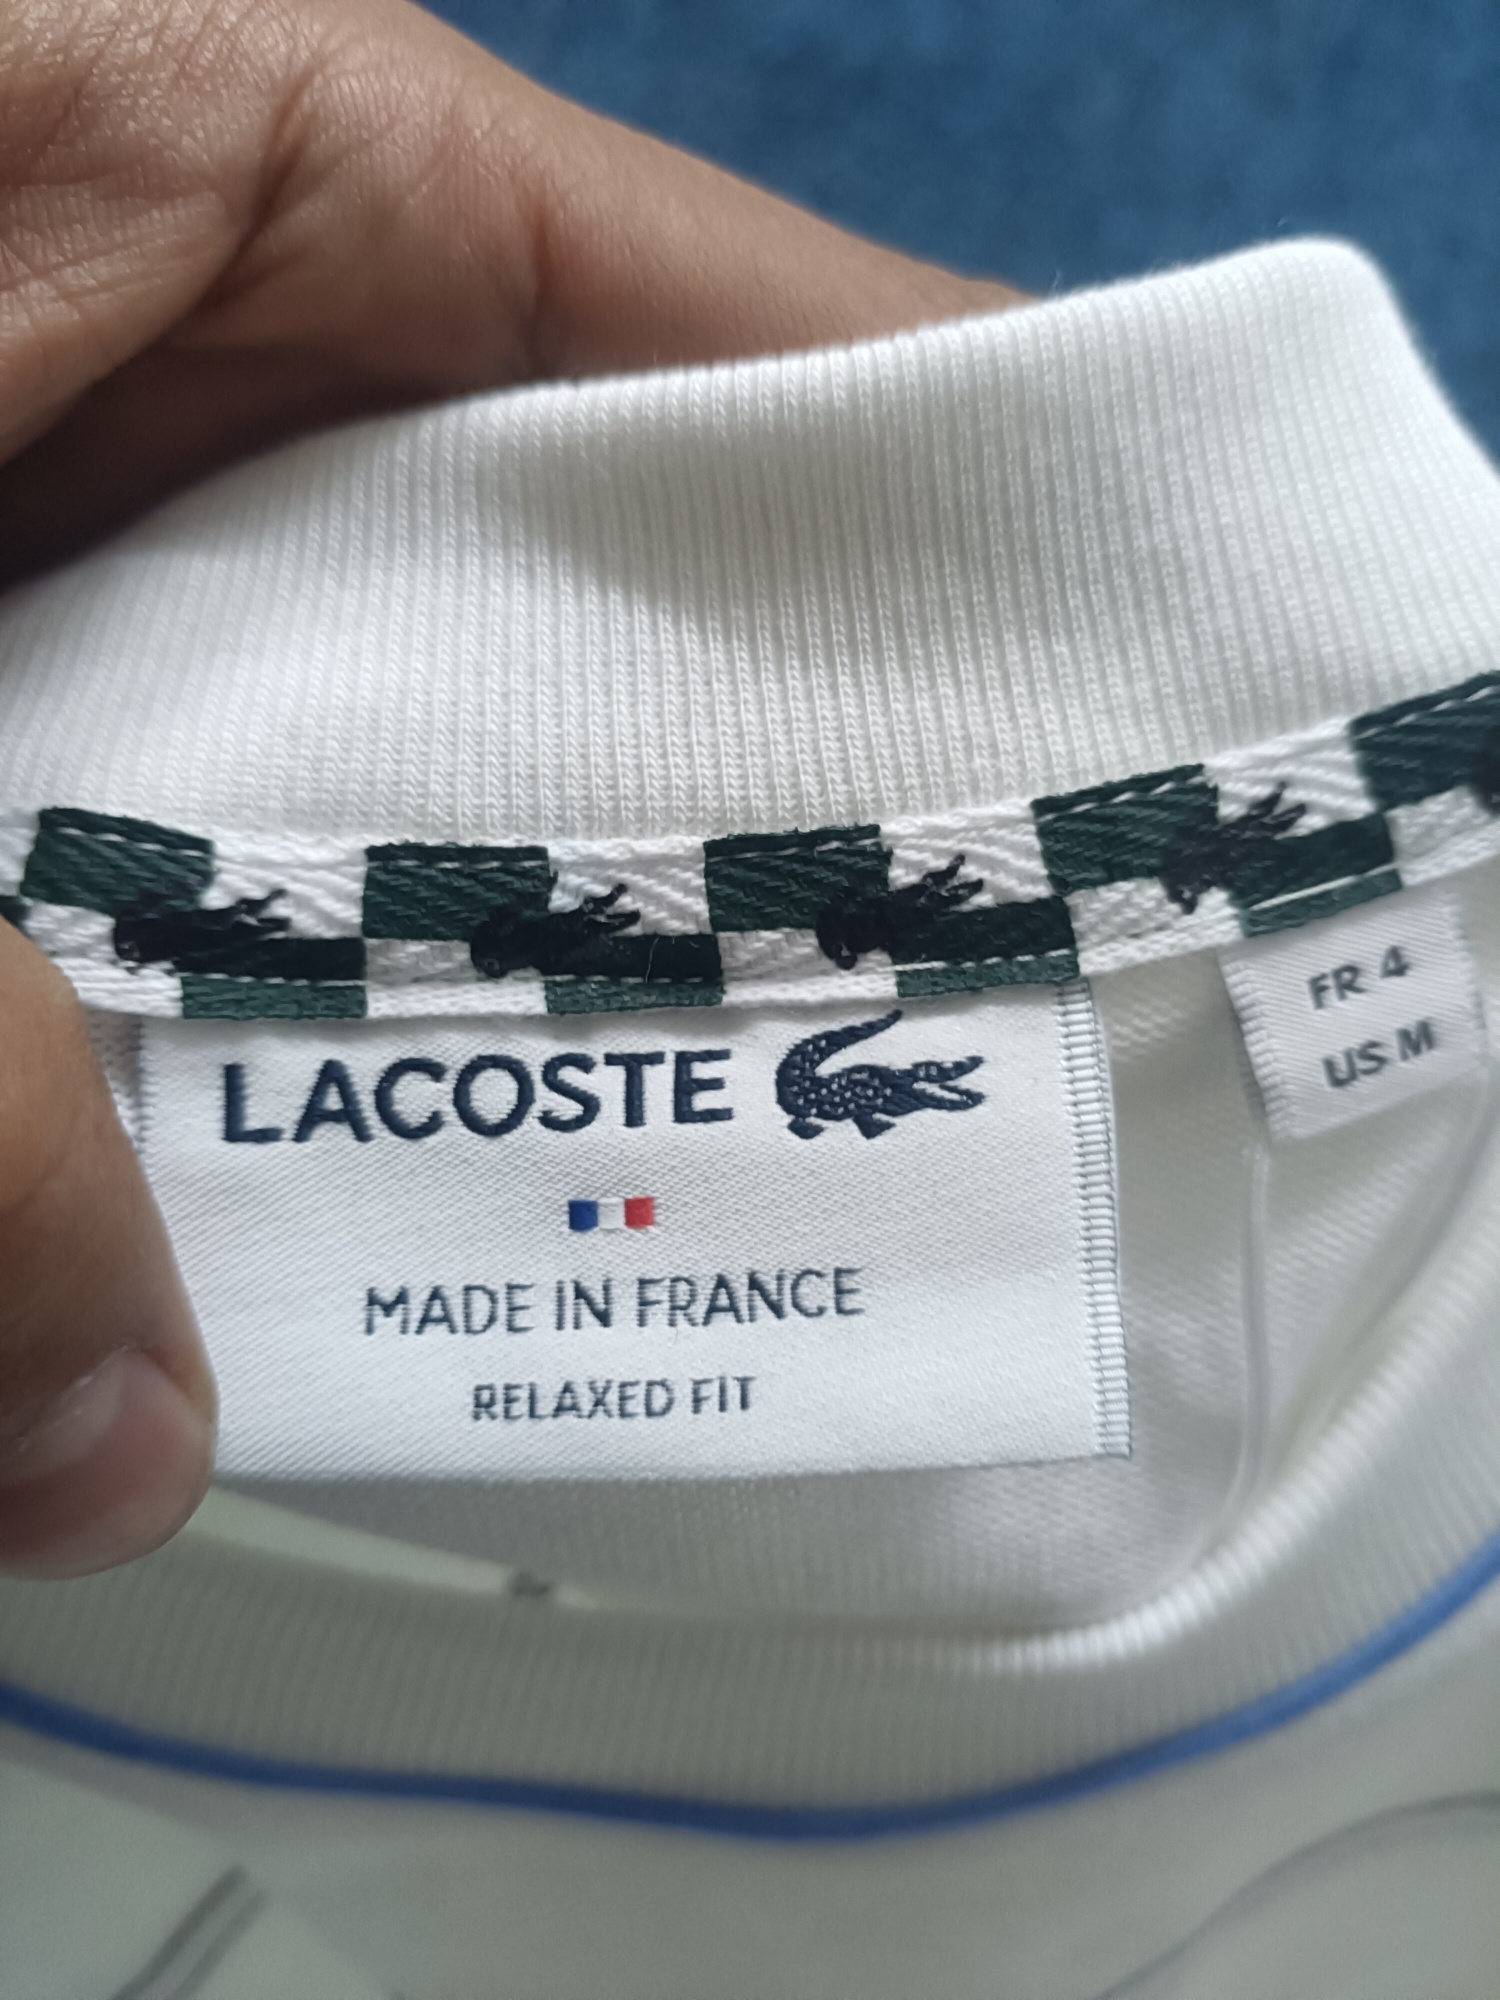 LACOSTE
MADE IN FRANCE
RELAXED FIT
FR 4
US M